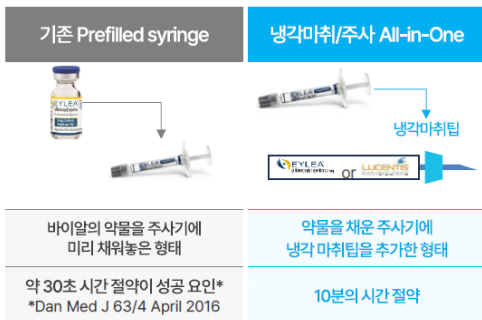 기존 Prefilled syringe
냉각마취/주사 All-in-One
EYLEA
EYLEA
EYLEA
냉각마취팁
EYLEA
or
LUCENTIS
바이알의 약물을 주사기에
미리 채워놓은 형태
약물을 채운 주사기에
냉각 마취팁을 추가한 형태
약 30초 시간 절약이 성공 요인*
*Dan Med J 63/4 April 2016
10분의 시간 절약